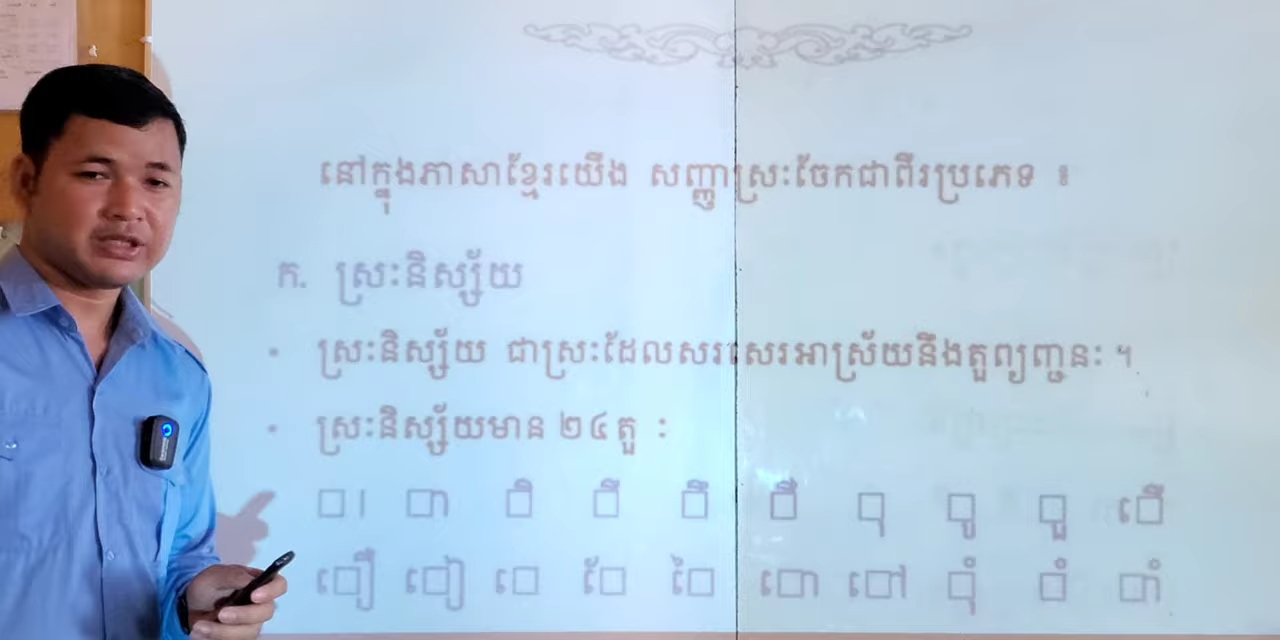 នៅក្នុងភាសាខ្មែរយើង សញ្ញាស្រៈចែកជាពីរប្រភេទ ៖
ក. ស្រៈនិស្ស័យ
• ស្រៈនិស្ស័យ ជាស្រៈដែលសរសេរអាស្រ័យនឹងតួព្យញ្ជនៈ ។
• ស្រៈនិស្ស័យមាន ២៤ តួ :
□។ □ា □ិ □ី □ឹ □ឺ □ុ □ូ □ួ □ើ
□ឿ □ៀ □េ □ែ □ៃ □ោ □ៅ □ុំ □ំ □ាំ